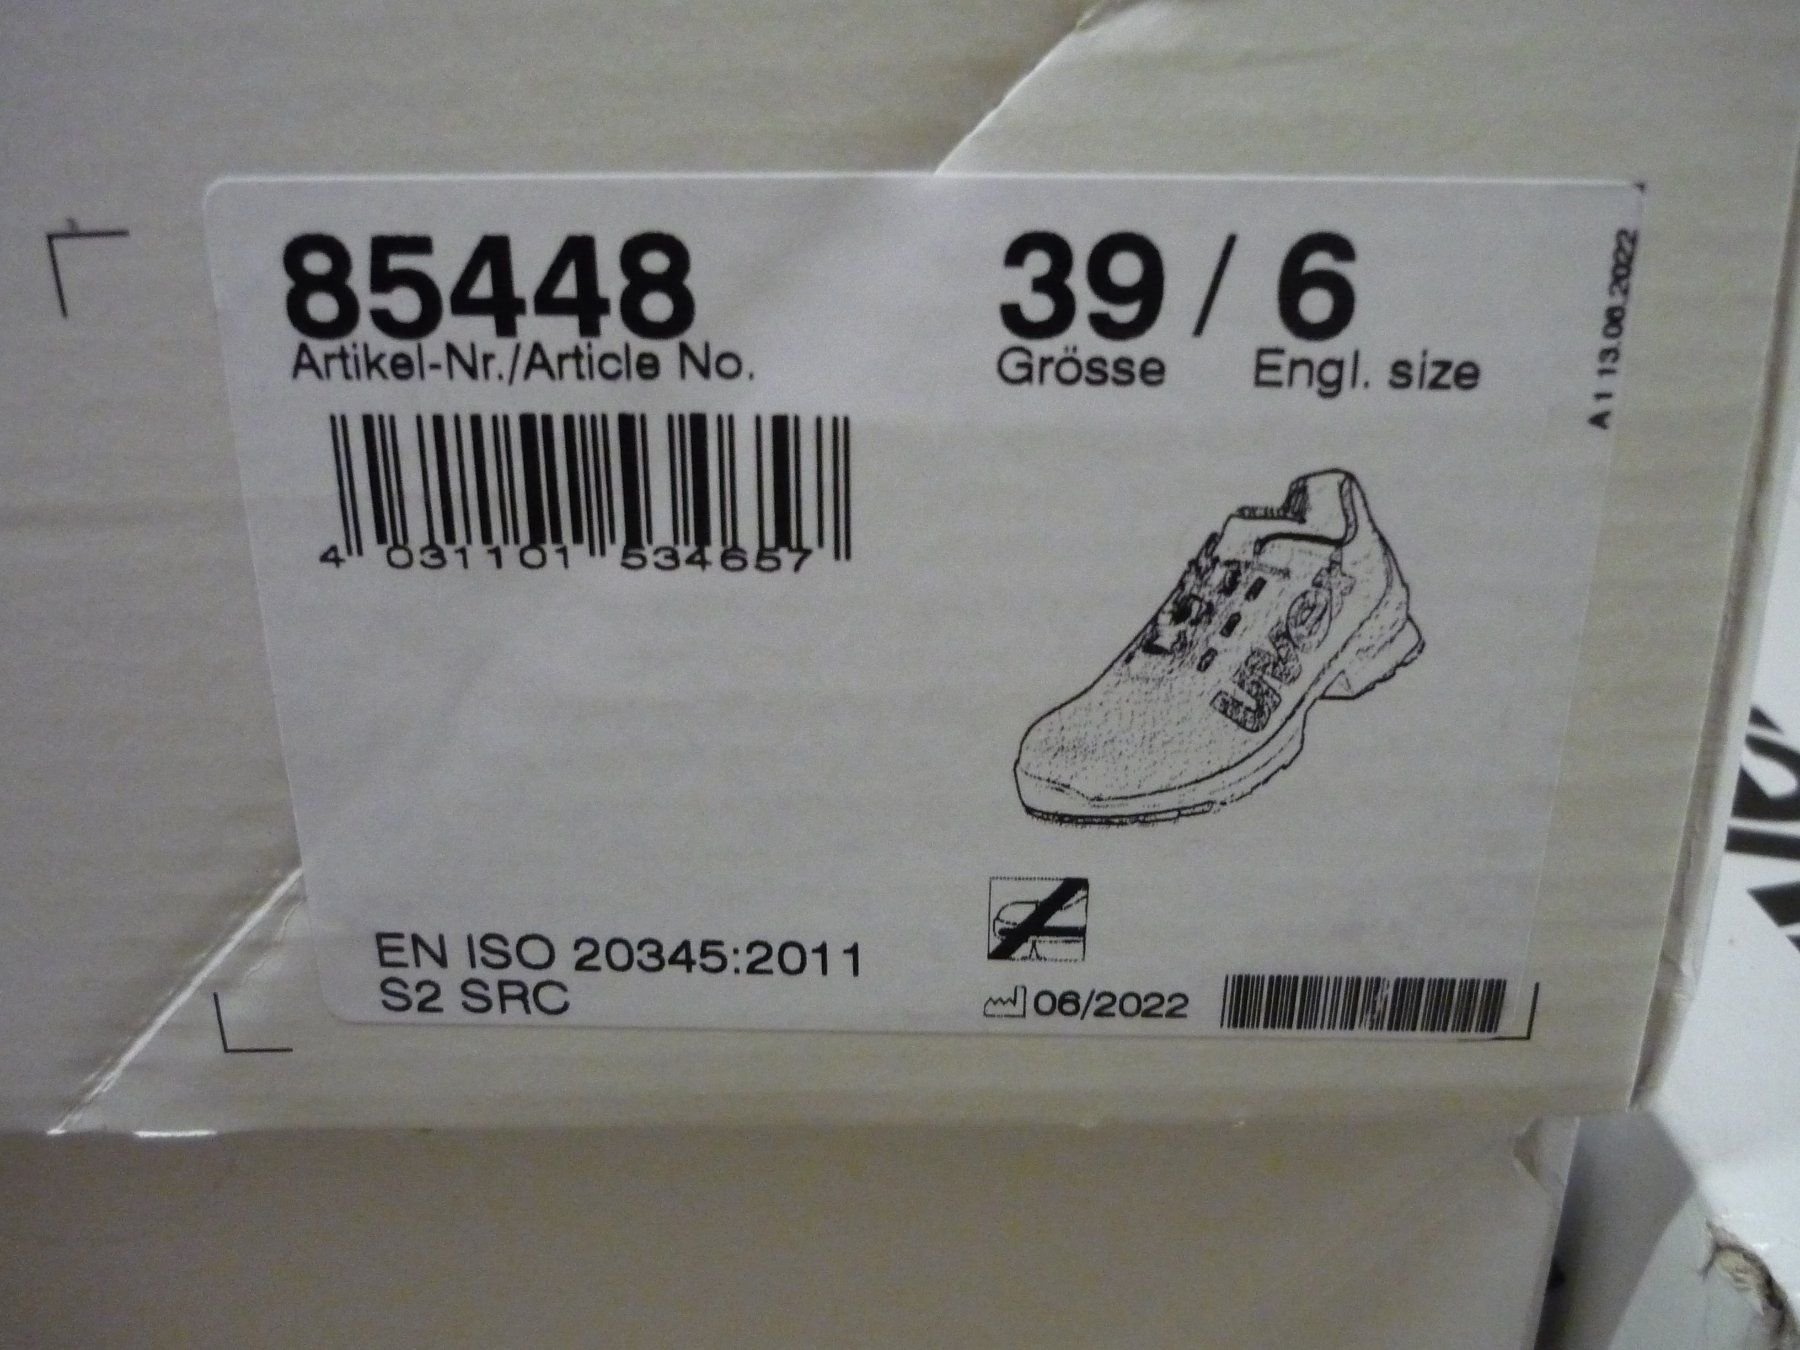 85448
Artikel-Nr./Article No.
39 / 6
Grösse Engl. size
A 1 13.06.2022
4 031101 534657
uvex
EN ISO 20345:2011
S2 SRC
06/2022